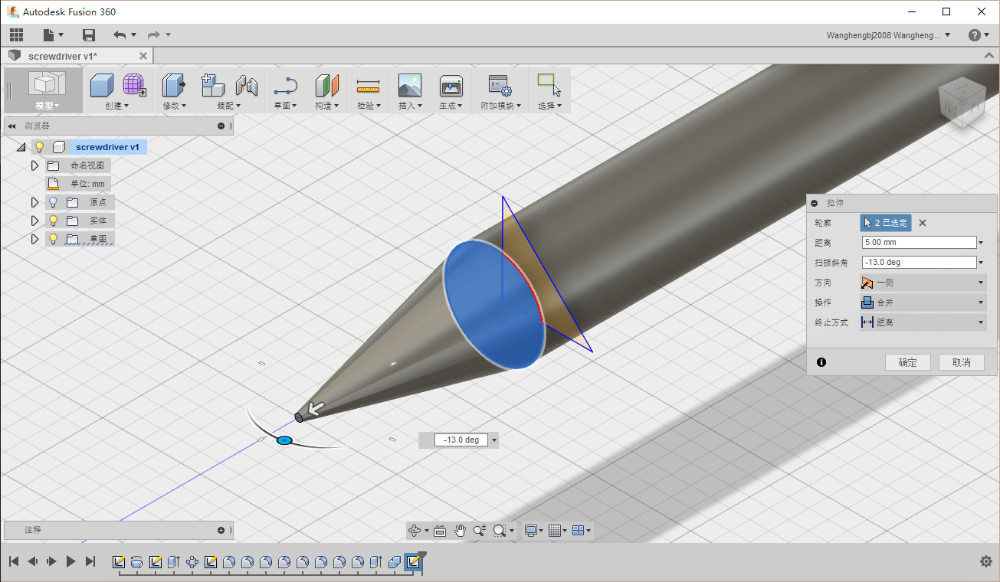 Autodesk Fusion 360
Wanghengbj2008 Wanghengl...
screwdriver v1*
模型
创建
修改
装配
草图
构造
检验
插入
生成
附加模块
选择
浏览器
screwdriver v1
命名视图
单位: mm
原点
实体
草图
拉伸
轮廓
2 已选定
距离
5.00 mm
扫掠斜角
-13.0 deg
方向
一侧
操作
合并
终止方式
距离
确定
取消
-13.0 deg
注释